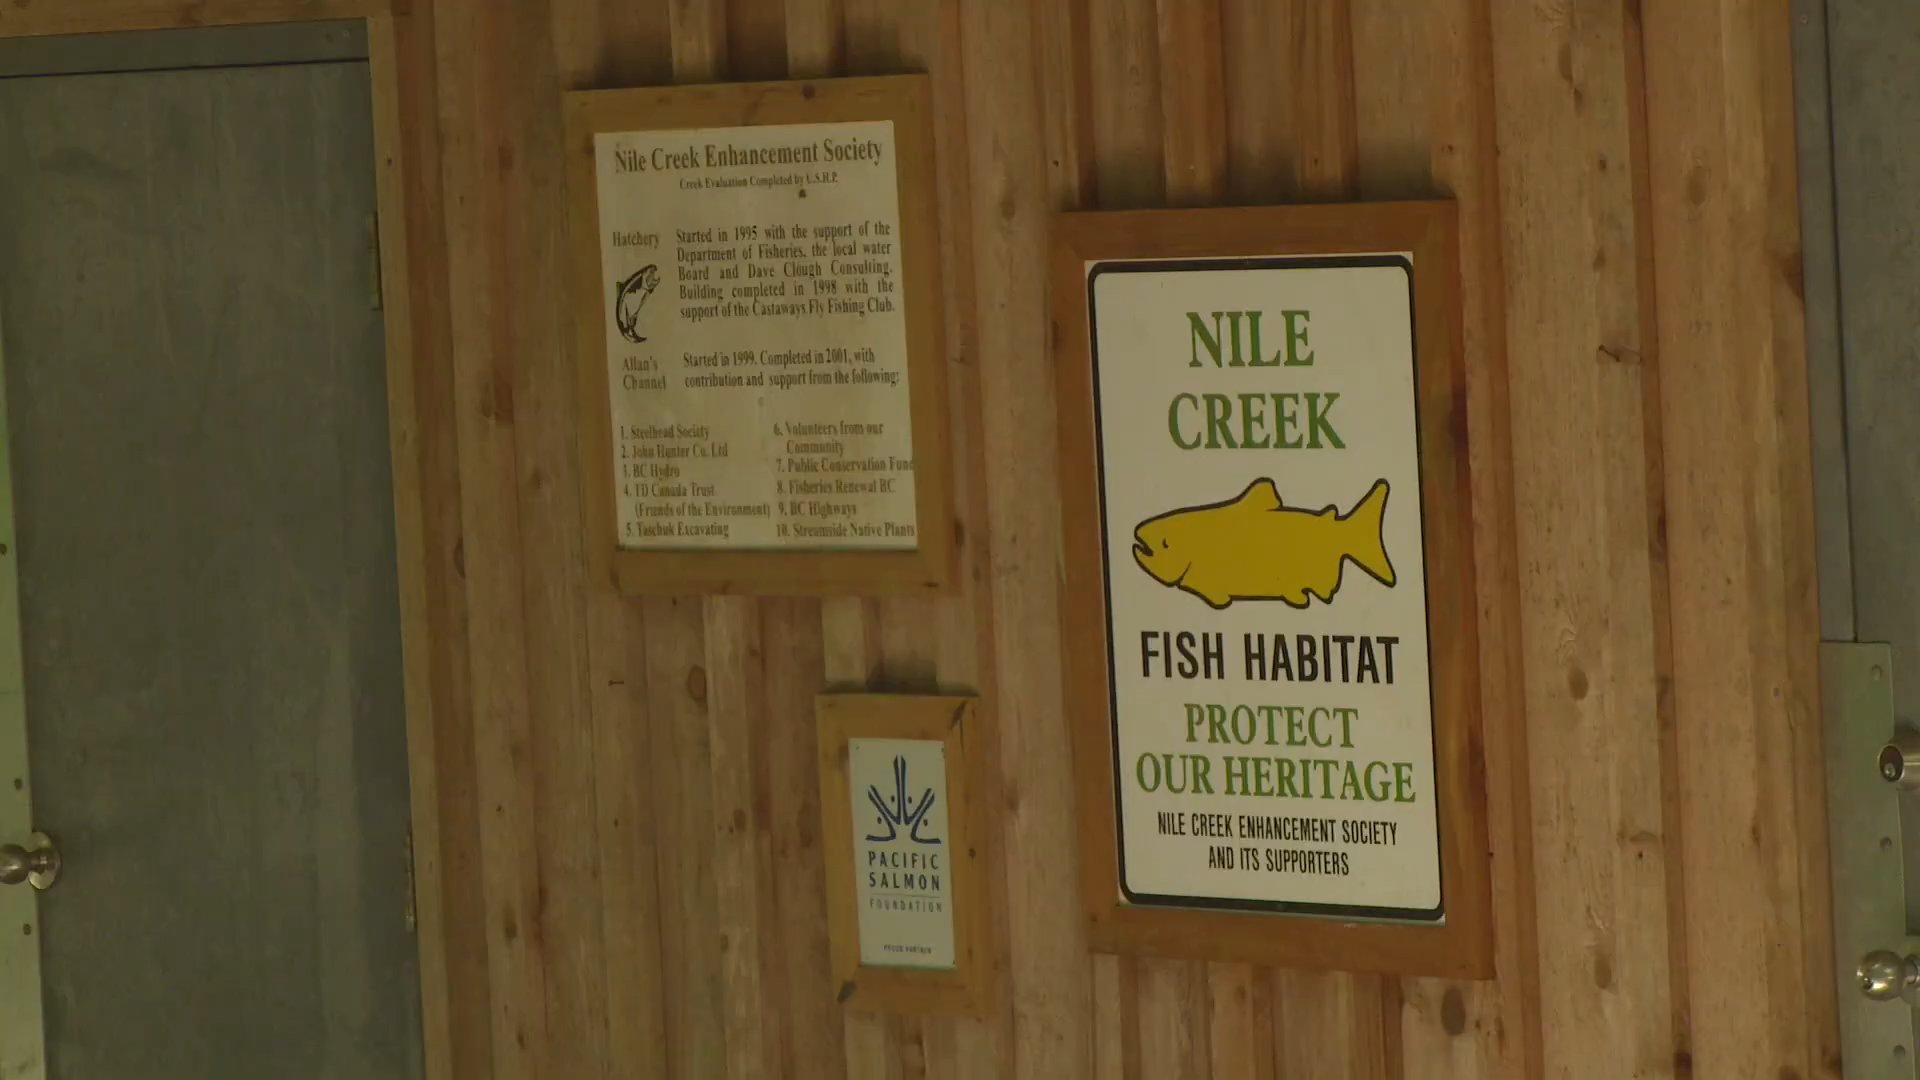 Nile Creek Enhancement Society
Creek Evaluation Completed by U.S.H.P.
Hatchery
Started in 1995 with the support of the
Department of Fisheries, the local water
Board and Dave Clough Consulting.
Building completed in 1998 with the
support of the Castaways Fly Fishing Club.
Allan's
Channel
Started in 1999. Completed in 2001, with
contribution and support from the following:
1. Steelhead Society
2. John Hunter Co. Ltd
3. BC Hydro
4. TD Canada Trust
(Friends of the Environment)
5. Taschuk Excavating
6. Volunteers from our
Community
7. Public Conservation Fund
8. Fisheries Renewal BC
9. BC Highways
10. Streamside Native Plants
PACIFIC
SALMON
FOUNDATION
PROUD PARTNER
NILE
CREEK
FISH HABITAT
PROTECT
OUR HERITAGE
NILE CREEK ENHANCEMENT SOCIETY
AND ITS SUPPORTERS